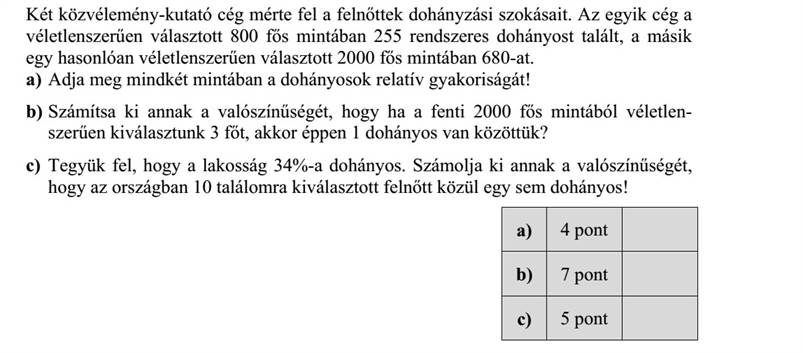 Két közvélemény-kutató cég mérte fel a felnőttek dohányzási szokásait. Az egyik cég a
véletlenszerűen választott 800 fős mintában 255 rendszeres dohányost talált, a másik
egy hasonlóan véletlenszerűen választott 2000 fős mintában 680-at.
a) Adja meg mindkét mintában a dohányosok relatív gyakoriságát!
b) Számítsa ki annak a valószínűségét, hogy ha a fenti 2000 fős mintából véletlen-
szerűen kiválasztunk 3 főt, akkor éppen 1 dohányos van közöttük?
c) Tegyük fel, hogy a lakosság 34%-a dohányos. Számolja ki annak a valószínűségét,
hogy az országban 10 találomra kiválasztott felnőtt közül egy sem dohányos!
a) 4 pont
b) 7 pont
c) 5 pont